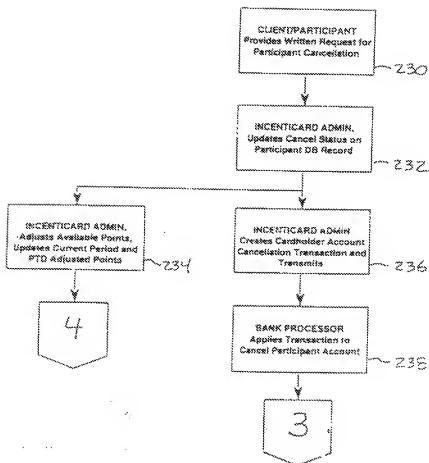 CLIENT/PARTICIPANT
Provides Written Request for
Participant Cancellation
230
INCENTICARD ADMIN.
Updates Cancel Status on
Participant DB Record
232
INCENTICARD ADMIN.
Adjusts Available Points,
Updates Current Period and
PTD Adjusted Points
234
INCENTICARD ADMIN
Creates Cardholder Account
Cancellation Transaction and
Transmits
236
4
BANK PROCESSOR
Applies Transaction to
Cancel Participant Account
238
3